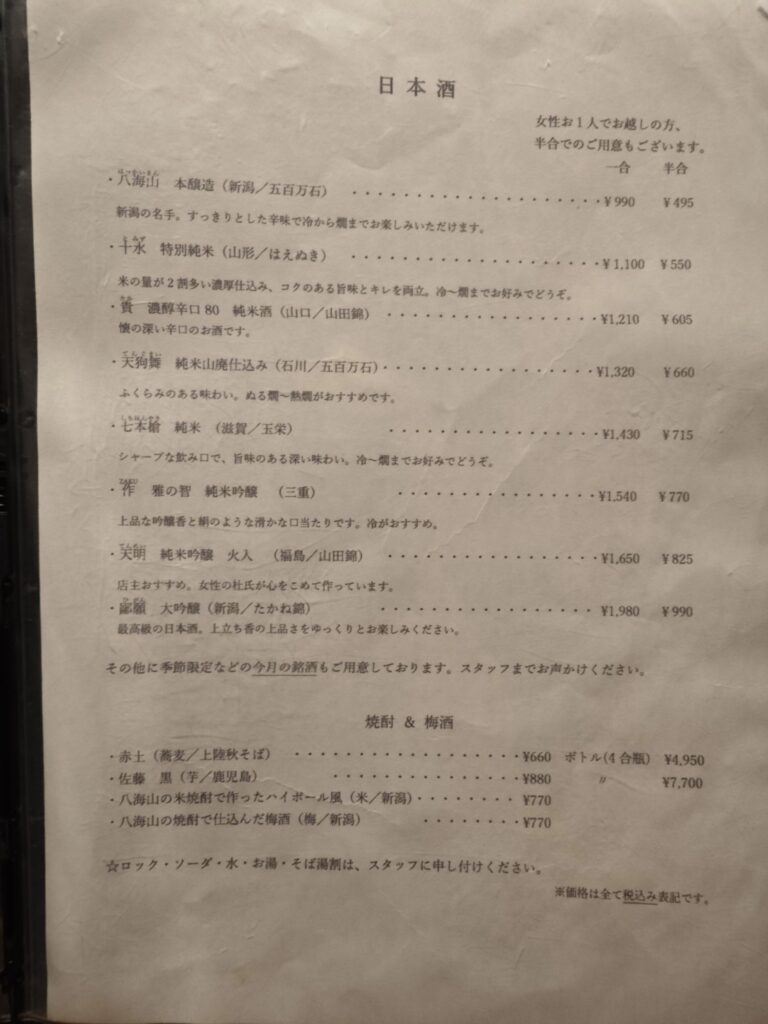 日本酒
女性お1人でお越しの方、
半合でのご用意もございます。
一合 半合
・八海山 本醸造（新潟／五百万石） ・・・・・・・・・・・・・・・・・・・・¥990 ¥495
新潟の名手。すっきりとした辛味で冷から燗までお楽しみいただけます。
・十水 特別純米（山形／はえぬき） ・・・・・・・・・・・・・・・・・・・・¥1,100 ¥550
米の量が2割多い濃厚仕込み、コクのある旨味とキレを両立。冷～燗までお好みでどうぞ。
・貴 濃醇辛口80 純米酒（山口／山田錦） ・・・・・・・・・・・・・・・・・¥1,210 ¥605
懐の深い辛口のお酒です。
てんぐまい
・天狗舞 純米山廃仕込み（石川／五百万石）・・・・・・・・・・・・・・・・・¥1,320 ¥660
ふくらみのある味わい。ぬる燗～熱燗がおすすめです。
しちほんやり
・七本槍 純米 （滋賀／玉栄） ・・・・・・・・・・・・・・・・・¥1,430 ¥715
シャープな飲み口で、旨味のある深い味わい。冷～燗までお好みでどうぞ。
・作 雅の智 純米吟醸 （三重） ・・・・・・・・・・・・・・・・¥1,540 ¥770
上品な吟醸香と絹のような滑かな口当たりです。冷がおすすめ。
・天明 純米吟醸 火入 （福島／山田錦） ・・・・・・・・・・・・・・・・・¥1,650 ¥825
店主おすすめ。女性の杜氏が心をこめて作っています。
・鄙願 大吟醸（新潟／たかね錦） ・・・・・・・・・・・・・・・・・¥1,980 ¥990
最高級の日本酒。上立ち香の上品さをゆっくりとお楽しみください。
その他に季節限定などの今月の銘酒もご用意しております。スタッフまでお声かけください。
焼酎 & 梅酒
・赤土（蕎麦／上陸秋そば） ・・・・・・・・・・・・・・・・・・¥660 ボトル(4合瓶) ¥4,950
・佐藤 黒（芋／鹿児島） ・・・・・・・・・・・・・・・¥880 〃 ¥7,700
・八海山の米焼酎で作ったハイボール風（米／新潟）・・・・・・・・ ¥770
・八海山の焼酎で仕込んだ梅酒（梅／新潟） ・・・・・・・・¥770
☆ロック・ソーダ・水・お湯・そば湯割は、スタッフに申し付けください。
※価格は全て税込み表記です。